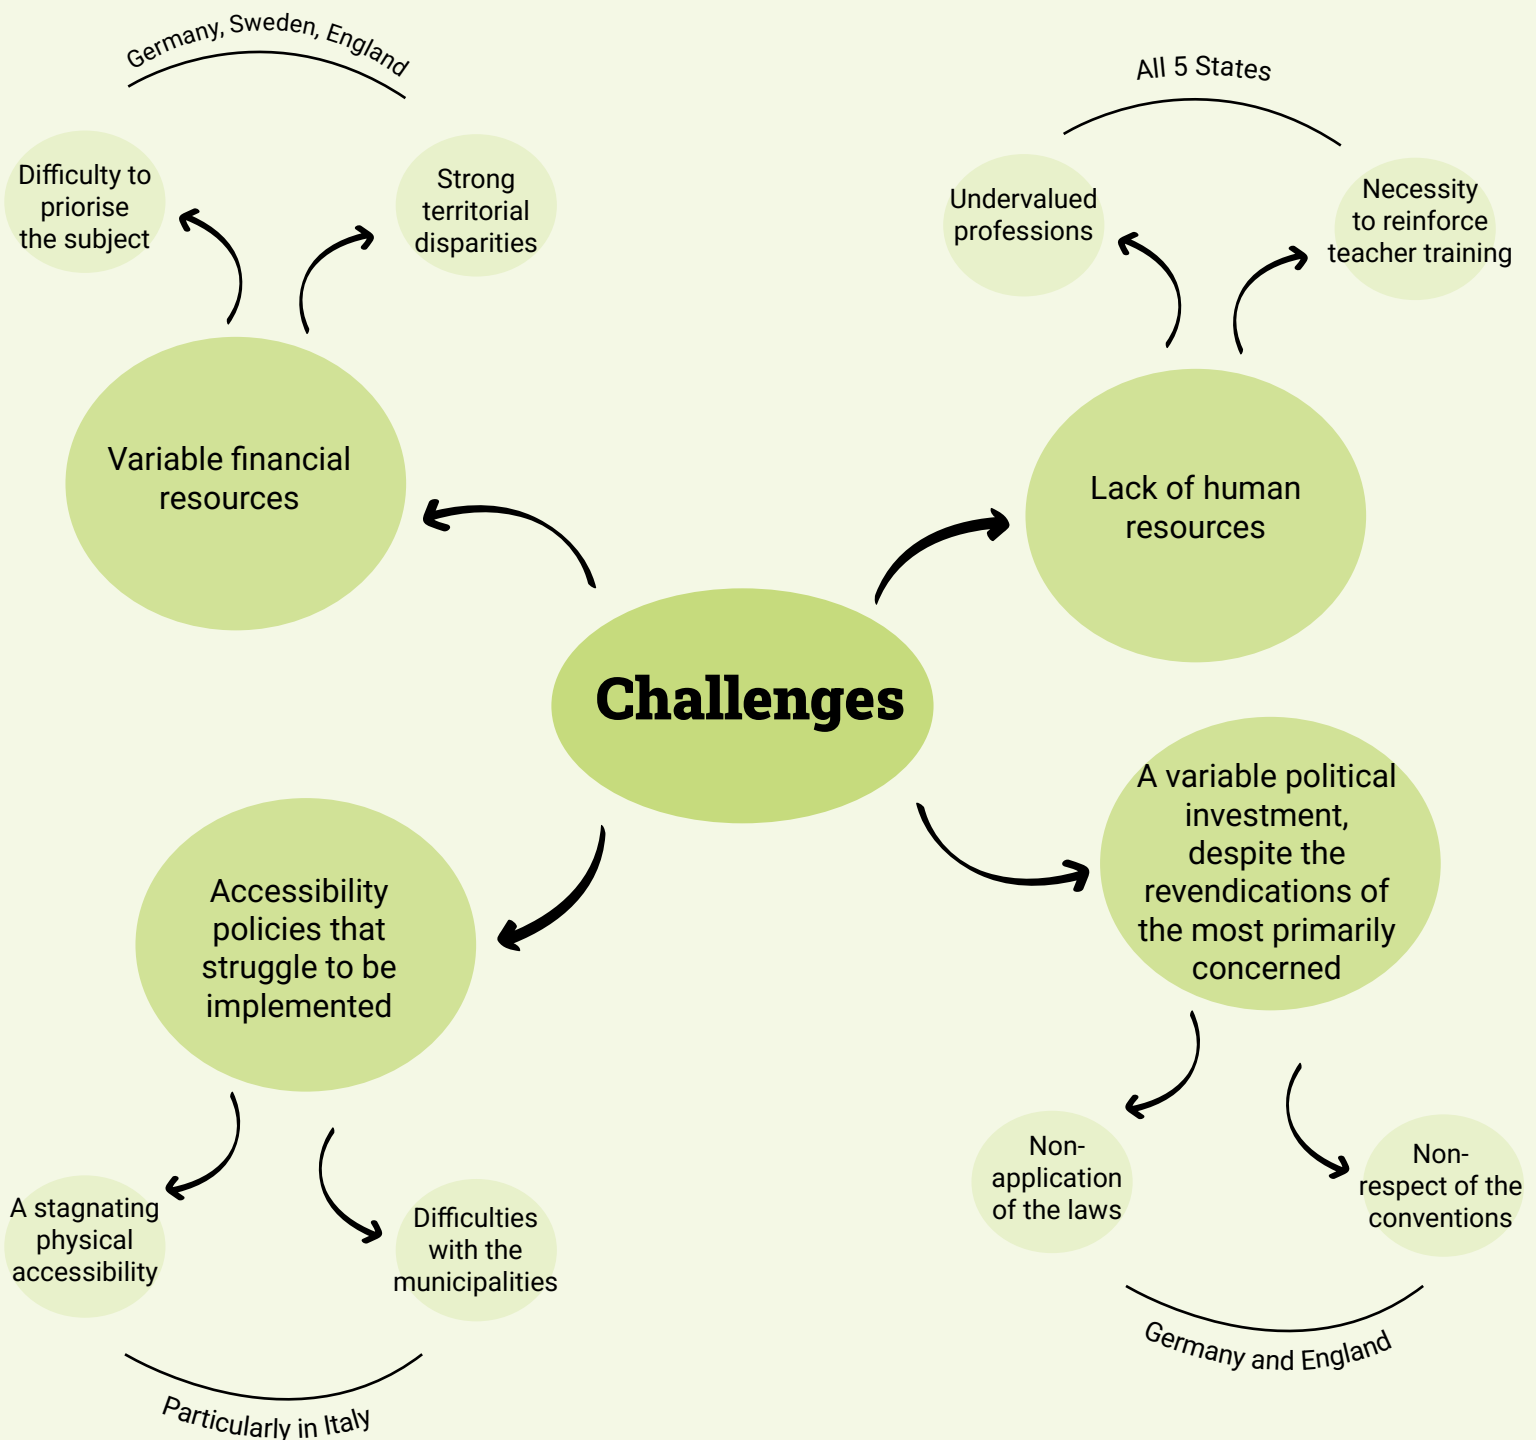 Germany, Sweden, England
Difficulty to
priorise
the subject
Strong
territorial
disparities
Variable financial
resources
All 5 States
Undervalued
professions
Necessity
to reinforce
teacher training
Lack of human
resources
Challenges
Accessibility
policies that
struggle to be
implemented
A stagnating
physical
accessibility
Difficulties
with the
municipalities
Particularly in Italy
A variable political
investment,
despite the
revendications of
the most primarily
concerned
Non-
application
of the laws
Non-
respect of the
conventions
Germany and England